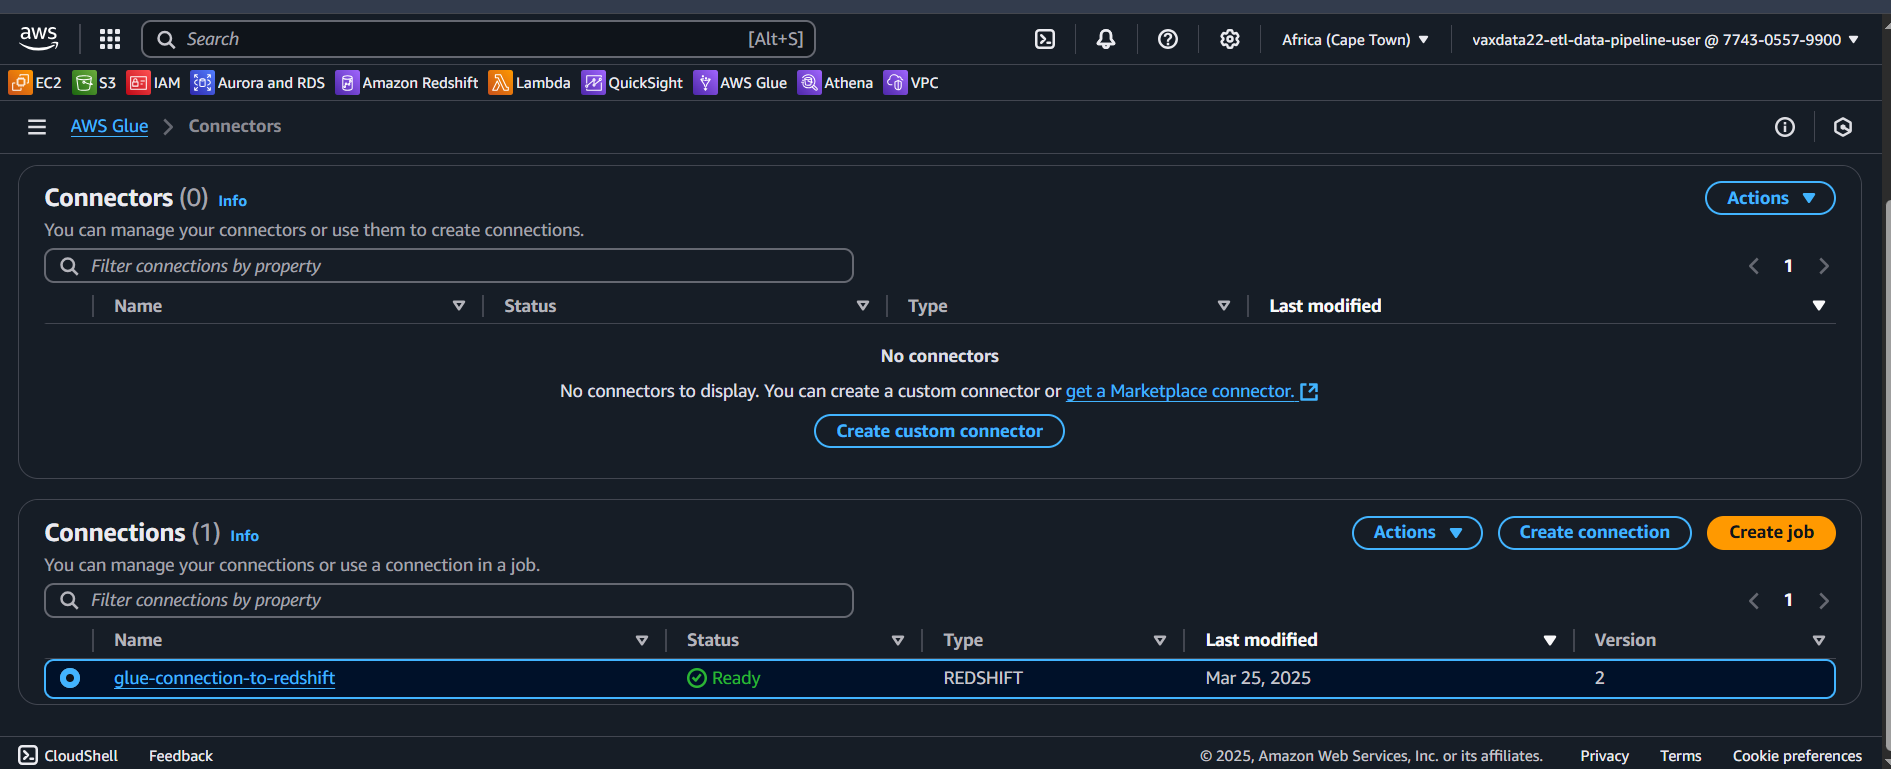 aws Search [Alt+S] Africa (Cape Town) vaxdata22-etl-data-pipeline-user @ 7743-0557-9900
EC2 S3 IAM Aurora and RDS Amazon Redshift Lambda QuickSight AWS Glue Athena VPC
AWS Glue Connectors
Connectors (0) Info Actions
You can manage your connectors or use them to create connections.
Filter connections by property 1
Name Status Type Last modified
No connectors
No connectors to display. You can create a custom connector or get a Marketplace connector.
Create custom connector
Connections (1) Info Actions Create connection Create job
You can manage your connections or use a connection in a job.
Filter connections by property 1
Name Status Type Last modified Version
glue-connection-to-redshift Ready REDSHIFT Mar 25, 2025 2
CloudShell Feedback © 2025, Amazon Web Services, Inc. or its affiliates. Privacy Terms Cookie preferences